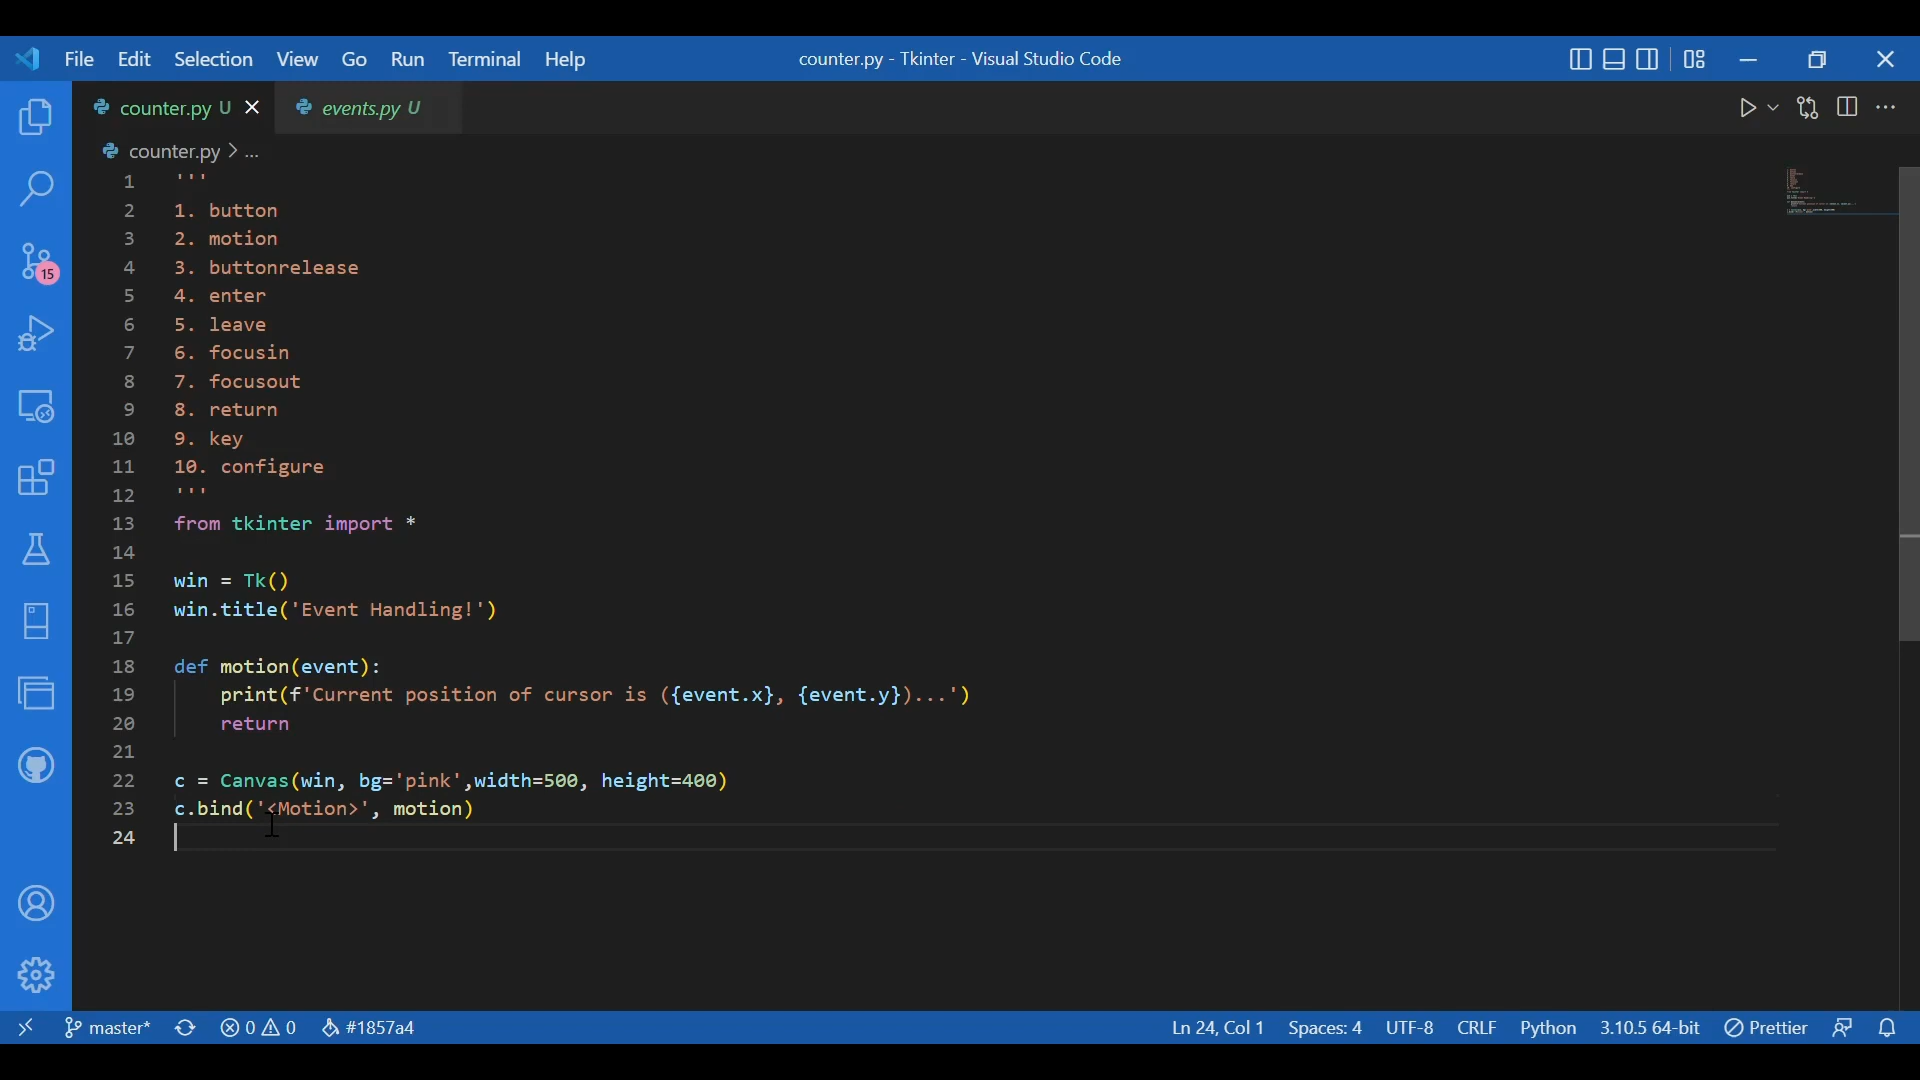 File Edit Selection View Go Run Terminal Help counter.py - Tkinter - Visual Studio Code
counter.py U events.py U
counter.py > ...
1 '''
2 1. button
3 2. motion
4 3. buttonrelease
5 4. enter
6 5. leave
7 6. focusin
8 7. focusout
9 8. return
10 9. key
11 10. configure
12 '''
13 from tkinter import *
14
15 win = Tk()
16 win.title('Event Handling!')
17
18 def motion(event):
19     print(f'Current position of cursor is ({event.x}, {event.y})...')
20     return
21
22 c = Canvas(win, bg='pink',width=500, height=400)
23 c.bind('<Motion>', motion)
24
15
master* 0 0 #1857a4 Ln 24, Col 1 Spaces: 4 UTF-8 CRLF Python 3.10.5 64-bit Prettier